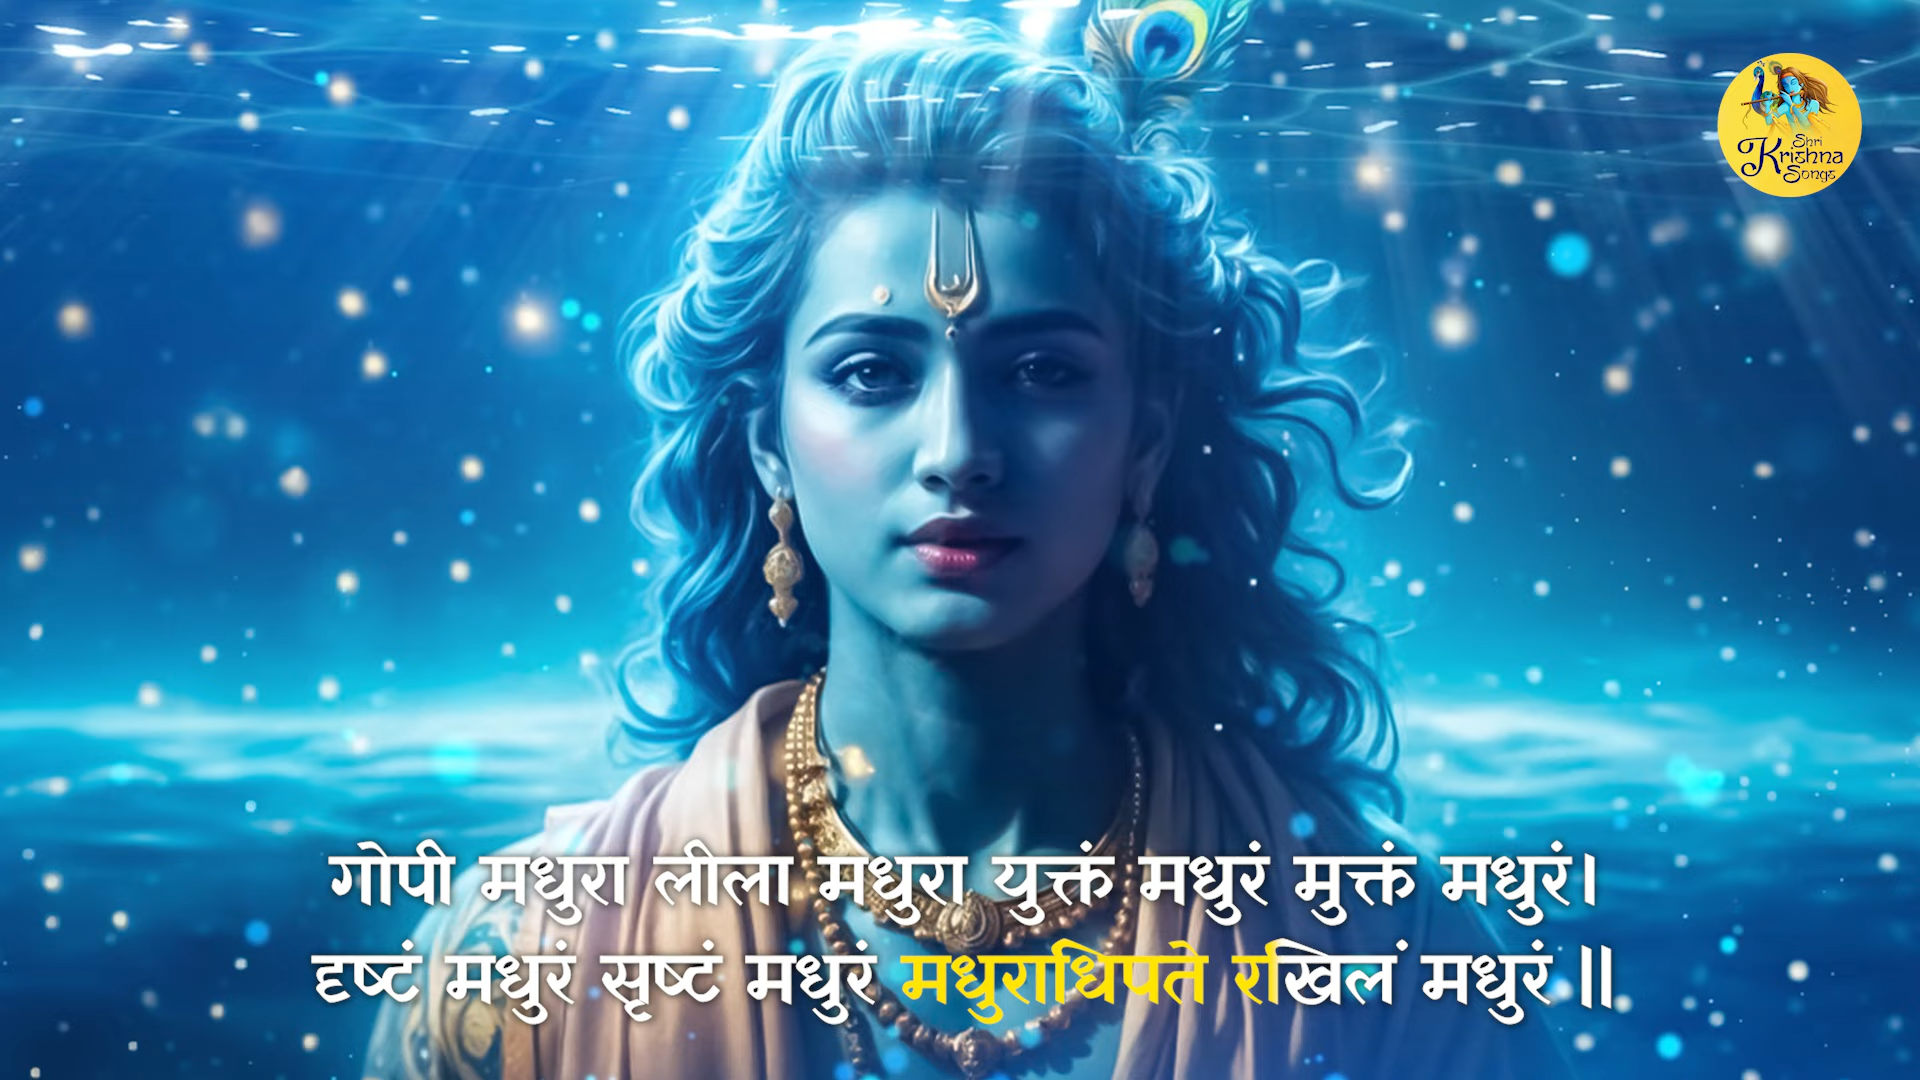 Shri
Krishna
Songs
गोपी मधुरा लीला मधुरा युक्तं मधुरं मुक्तं मधुरं।
दृष्टं मधुरं सृष्टं मधुरं मधुराधिपते रखिलं मधुरं ॥